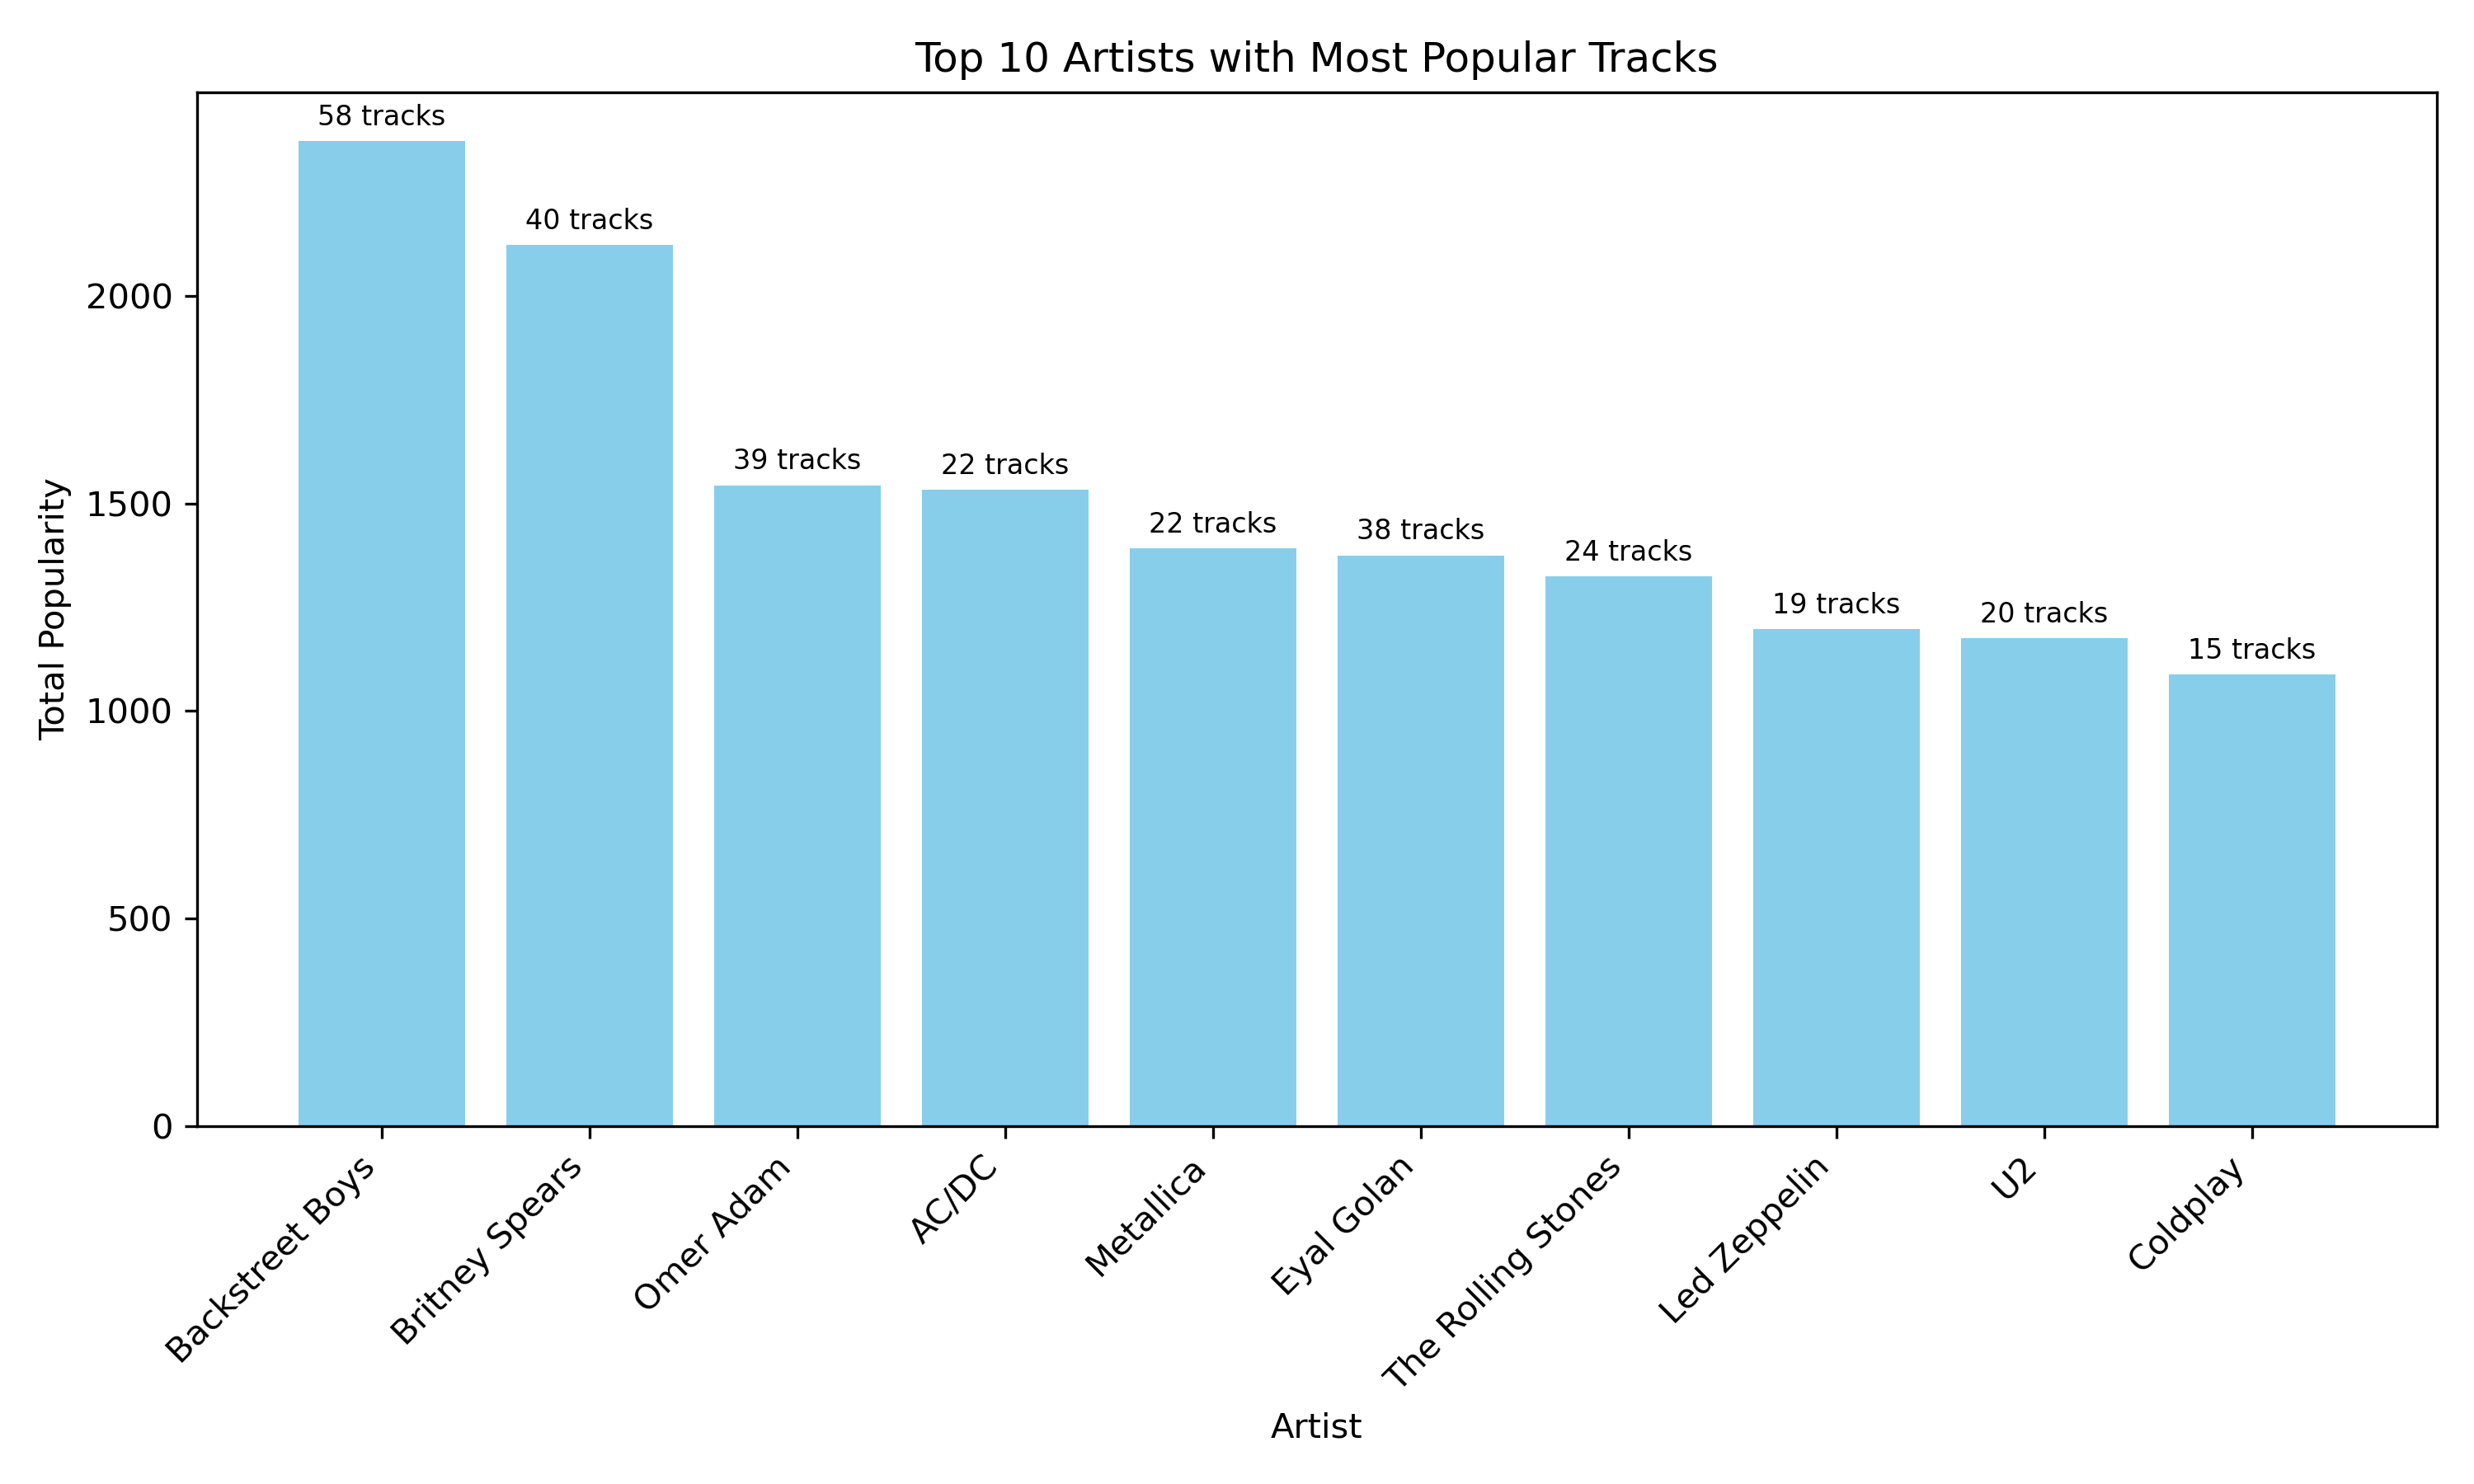 Top 10 Artists with Most Popular Tracks
58 tracks
40 tracks
39 tracks
22 tracks
22 tracks
38 tracks
24 tracks
19 tracks
20 tracks
15 tracks
Total Popularity
2000
1500
1000
500
0
Backstreet Boys
Britney Spears
Omer Adam
AC/DC
Metallica
Eyal Golan
The Rolling Stones
Led Zeppelin
U2
Coldplay
Artist